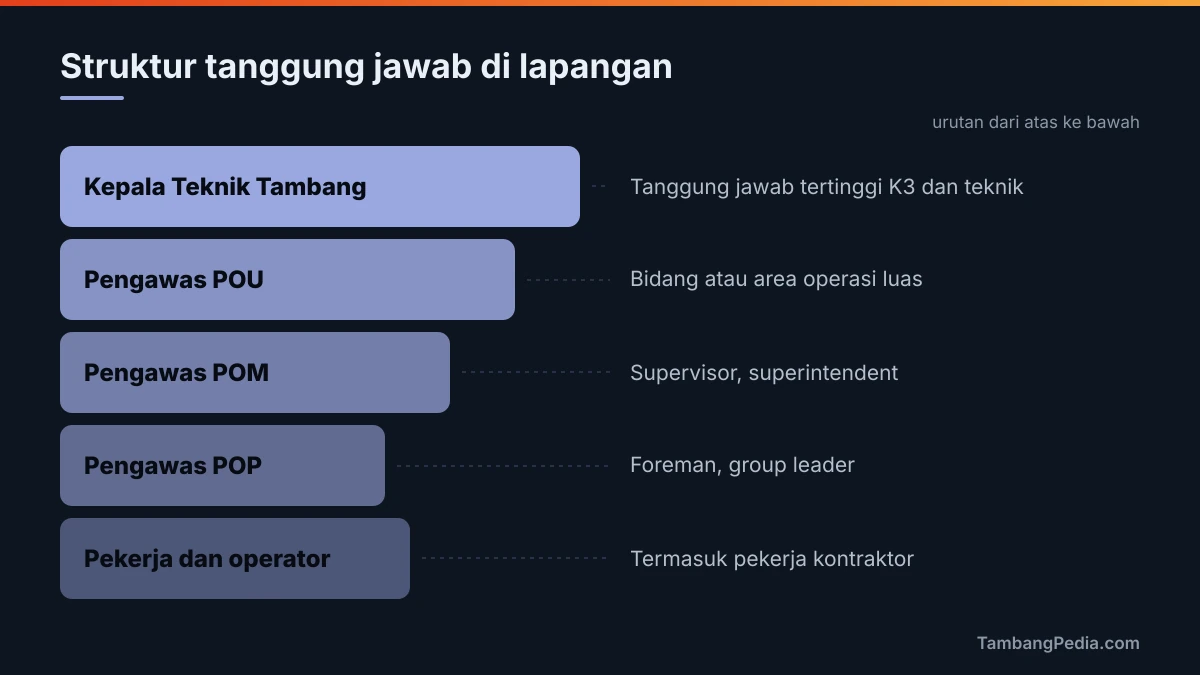 Struktur tanggung jawab di lapangan
urutan dari atas ke bawah
Kepala Teknik Tambang
Tanggung jawab tertinggi K3 dan teknik
Pengawas POU
Bidang atau area operasi luas
Pengawas POM
Supervisor, superintendent
Pengawas POP
Foreman, group leader
Pekerja dan operator
Termasuk pekerja kontraktor
TambangPedia.com